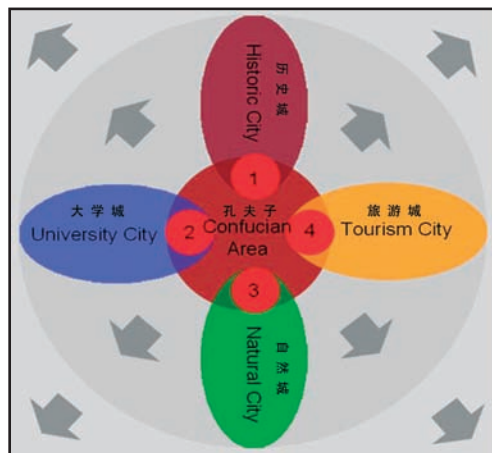 历史城
Historic City
1
大学城
University City
2
孔夫子
Confucian
Area
4
旅游城
Tourism City
3
自然城
Natural City